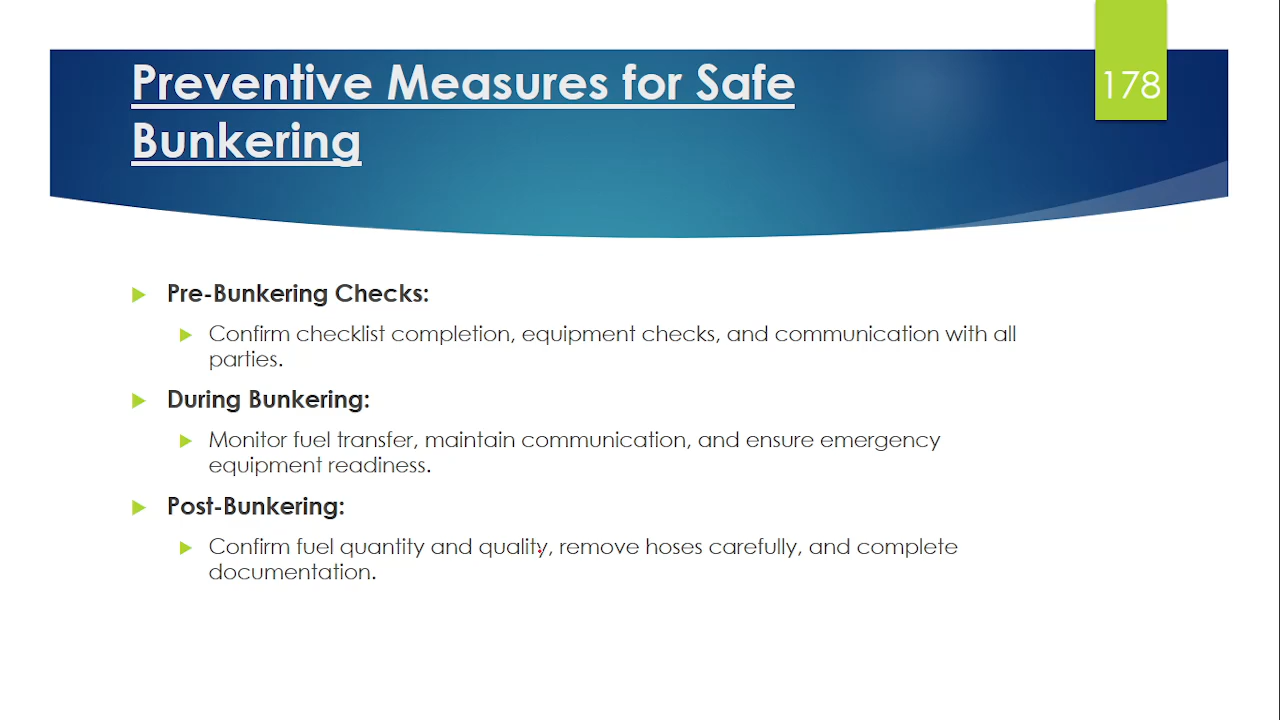 Preventive Measures for Safe
Bunkering
178
Pre-Bunkering Checks:
Confirm checklist completion, equipment checks, and communication with all
parties.
During Bunkering:
Monitor fuel transfer, maintain communication, and ensure emergency
equipment readiness.
Post-Bunkering:
Confirm fuel quantity and quality, remove hoses carefully, and complete
documentation.